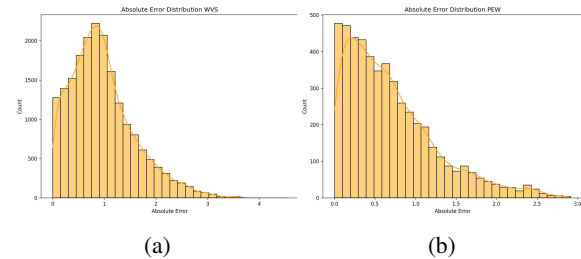 Absolute Error Distribution WVS
2000
1500
1000
500
0
Count
0
1
2
3
4
Absolute Error
(a)
Absolute Error Distribution PEW
500
400
300
200
100
0
Count
0.0
0.5
1.0
1.5
2.0
2.5
3.0
Absolute Error
(b)